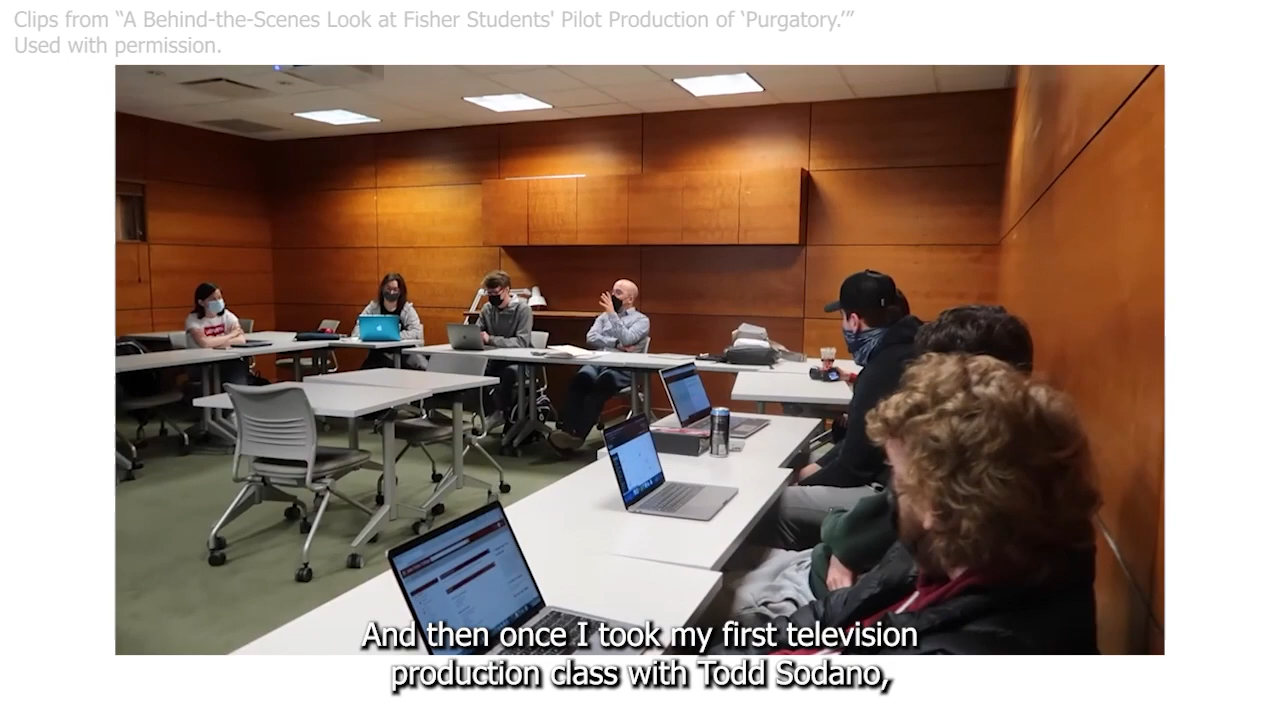 Clips from “A Behind-the-Scenes Look at Fisher Students' Pilot Production of ‘Purgatory.’”
Used with permission.
And then once I took my first television
production class with Todd Sodano,